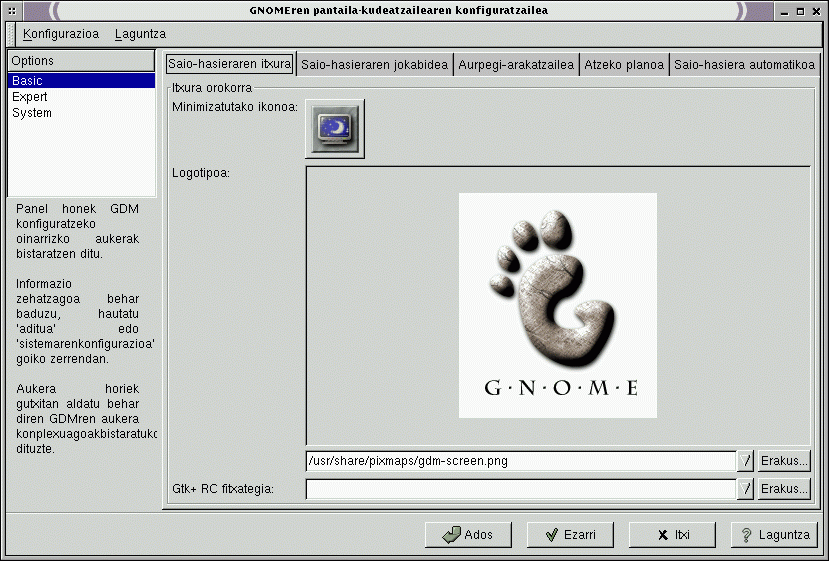 GNOMEren pantaila-kudeatzailearen konfiguratzailea
Konfigurazioa Laguntza
Options
Basic
Expert
System
Panel honek GDM
konfiguratzeko
oinarrizko aukerak
bistaratzen ditu.
Informazio
zehatzagoa behar
baduzu, hautatu
'aditua' edo
'sistemarenkonfigurazioa'
goiko zerrendan.
Aukera horiek
gutxitan aldatu behar
diren GDMren aukera
konplexuagoakbistaratuko
dituzte.
Saio-hasieraren itxura Saio-hasieraren jokabidea Aurpegi-arakatzailea Atzeko planoa Saio-hasiera automatikoa
Itxura orokorra
Minimizatutako ikonoa:
Logotipoa:
G·N·O·M·E
/usr/share/pixmaps/gdm-screen.png Erakus...
Gtk+ RC fitxategia: Erakus...
Ados Ezarri Itxi Laguntza